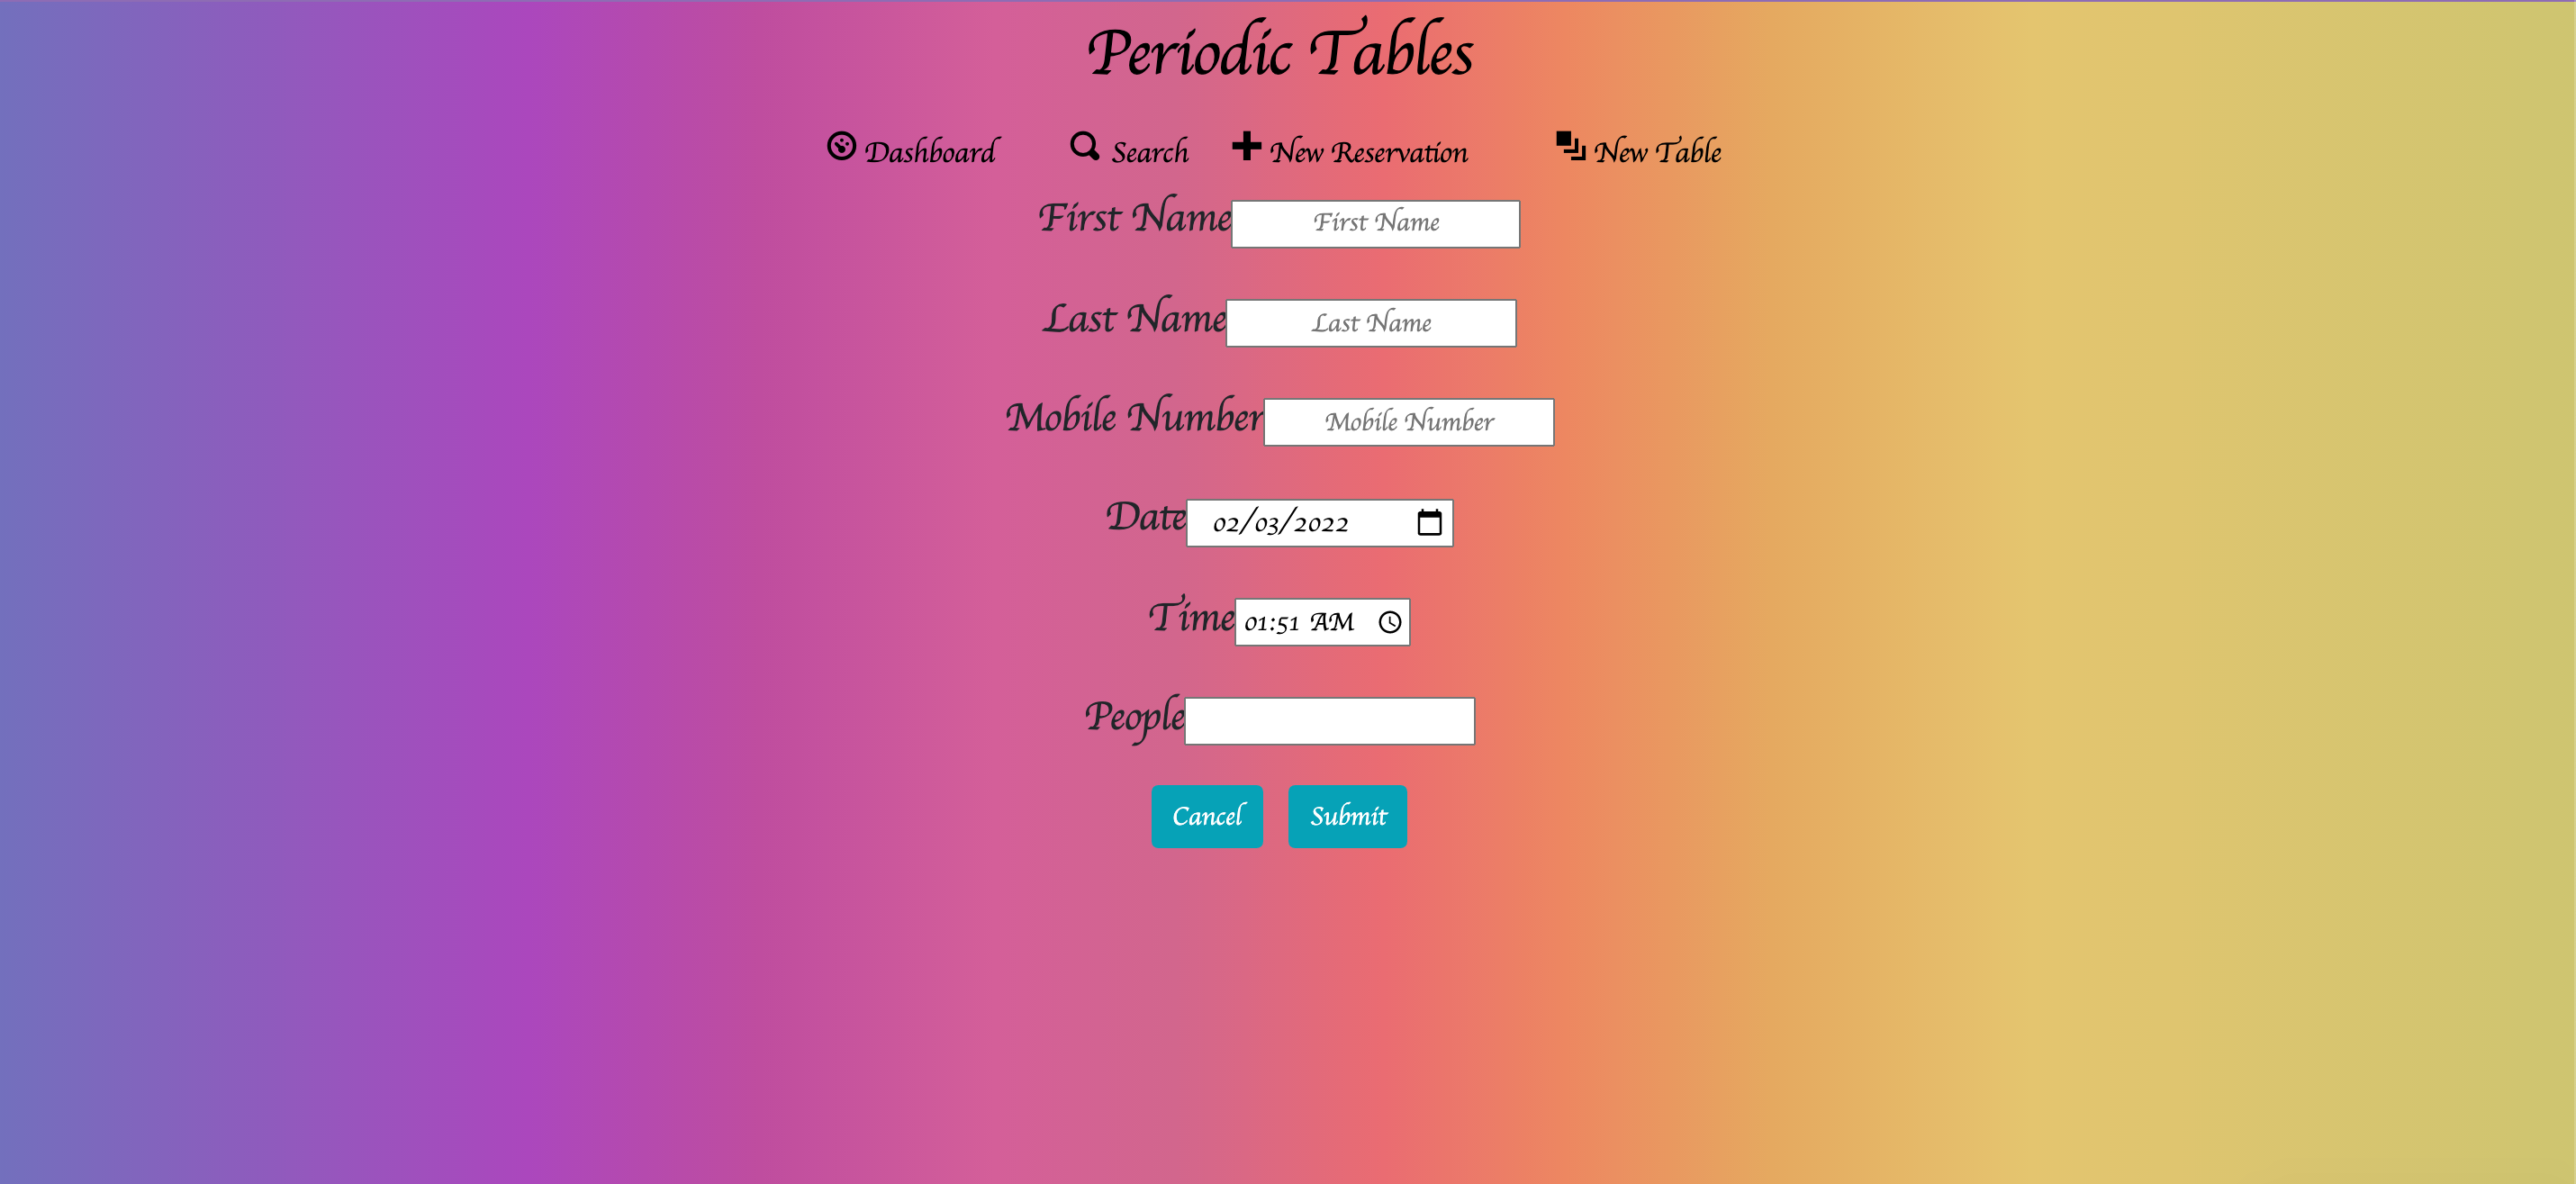 Periodic Tables
Dashboard Search New Reservation New Table
First Name First Name
Last Name Last Name
Mobile Number Mobile Number
Date 02/03/2022
Time 01:51 AM
People
Cancel Submit